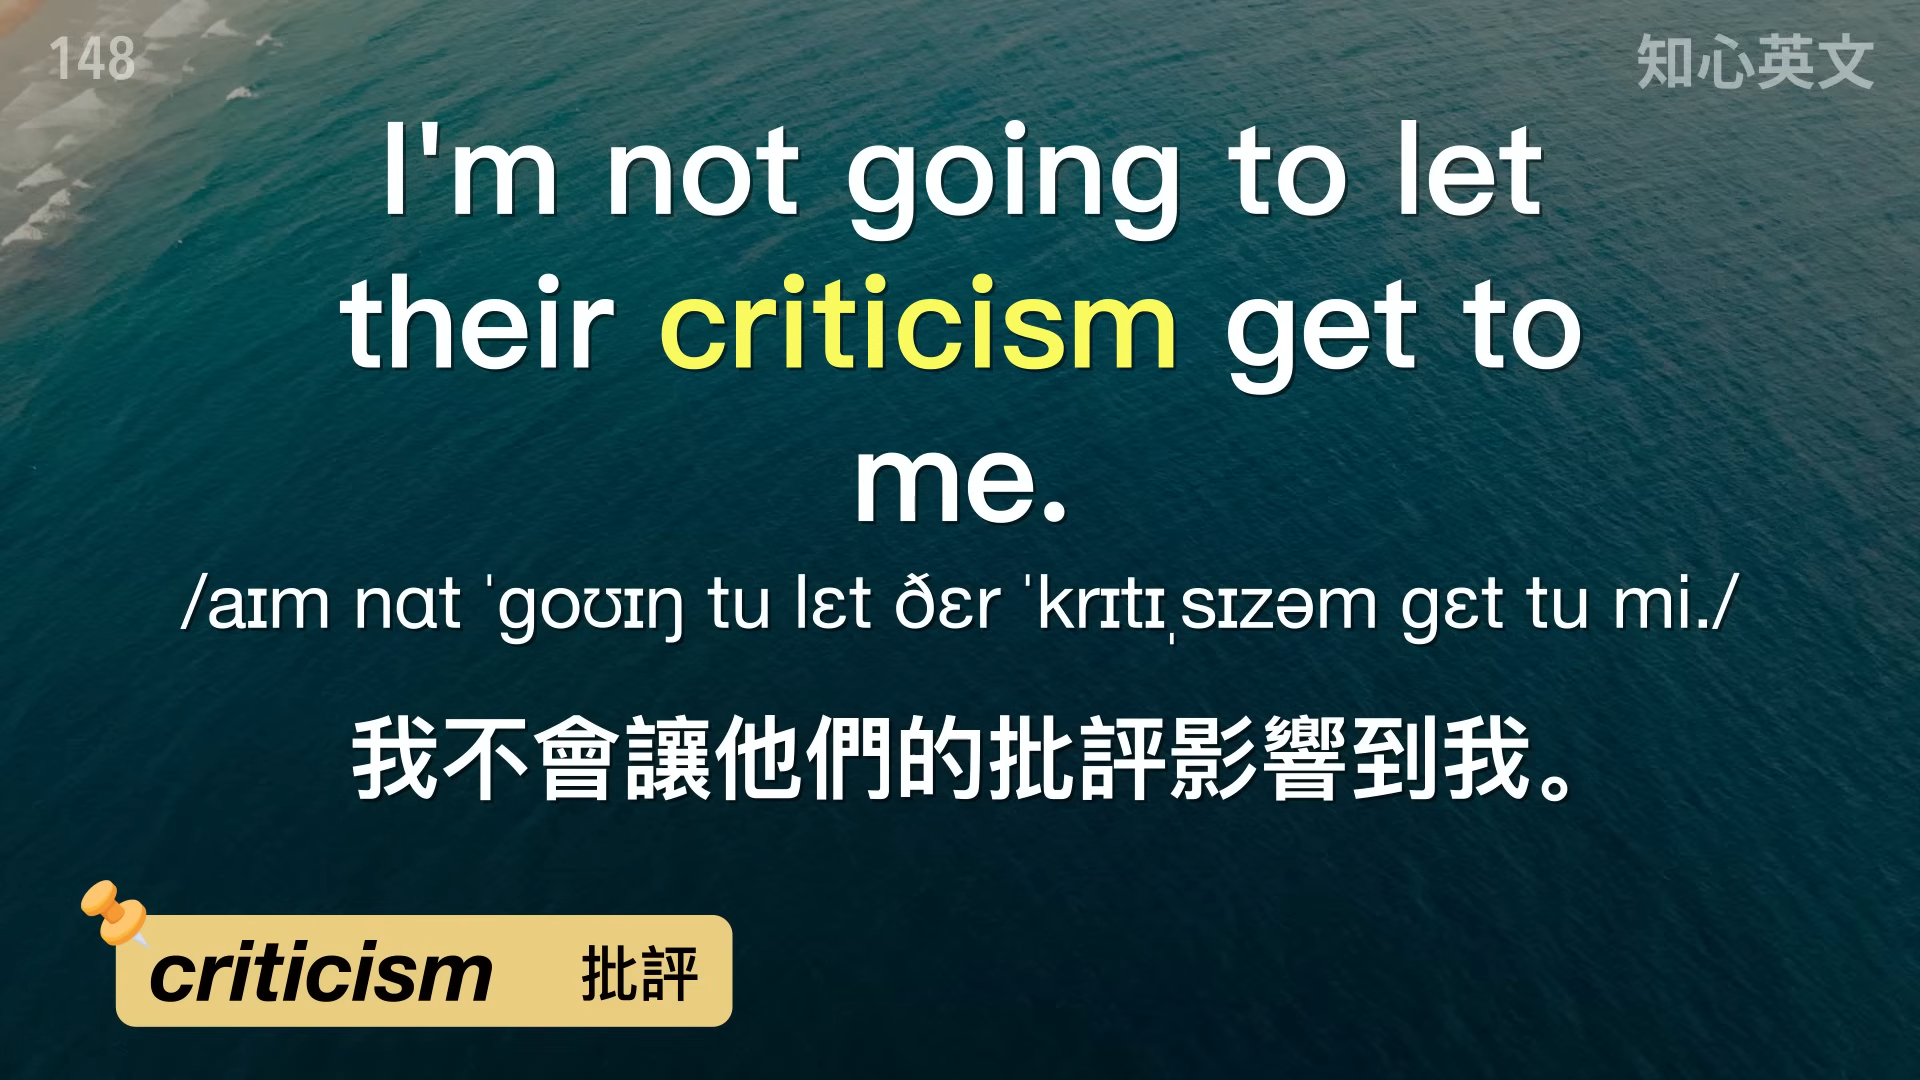 148
知心英文
I'm not going to let
their criticism get to
me.
/aɪm nɑt ˈgoʊɪŋ tu lɛt ðɛr ˈkrɪtɪˌsɪzəm gɛt tu mi./
我不會讓他們的批評影響到我。
criticism 批評